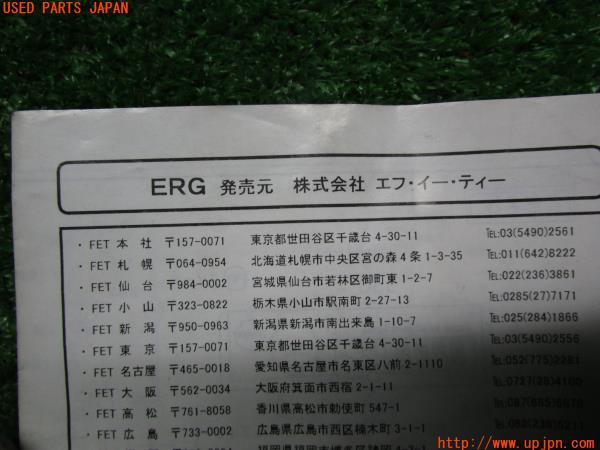 USED PARTS JAPAN
ERG 発売元 株式会社 エフ・イー・ティー
・FET 本社 〒157-0071 東京都世田谷区千歳台 4-30-11 TEL:03(5490)2561
・FET 札幌 〒064-0954 北海道札幌市中央区宮の森 4 条 1-3-35 TEL:011(642)8222
・FET 仙台 〒984-0002 宮城県仙台市若林区卸町東 1-2-7 TEL:022(236)3861
・FET 小山 〒323-0822 栃木県小山市駅南町 2-27-13 TEL:0285(27)7171
・FET 新潟 〒950-0963 新潟県新潟市南出来島 1-10-7 TEL:025(284)1866
・FET 東京 〒157-0071 東京都世田谷区千歳台 4-30-11 TEL:03(5490)2556
・FET 名古屋 〒465-0018 愛知県名古屋市名東区八前 2-1110 TEL:052(775)2281
・FET 大阪 〒562-0034 大阪府箕面市西宿 2-1-11 TEL:0727(28)4100
・FET 高松 〒761-8058 香川県高松市勅使町 547-1
FET 広島 〒733-0002 広島県広島市西区楠木町 3-1-
http://www.upjpn.com/